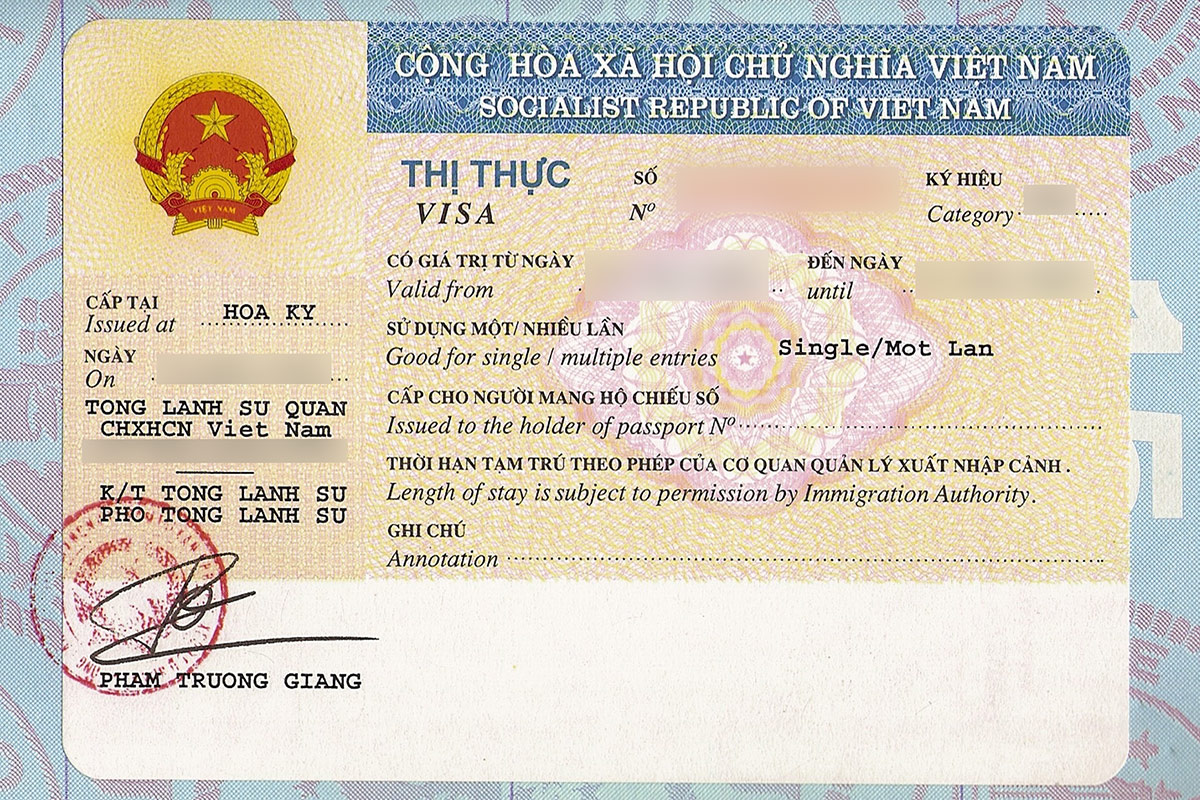 CỘNG HÒA XÃ HỘI CHỦ NGHĨA VIỆT NAM
SOCIALIST REPUBLIC OF VIET NAM
VIỆT NAM
THỊ THỰC
VISA
SỐ
Nº
KÝ HIỆU
Category
CÓ GIÁ TRỊ TỪ NGÀY
Valid from
ĐẾN NGÀY
until
CẤP TẠI
Issued at HOA KY
NGÀY
On
TONG LANH SU QUAN
CHXHCN Viet Nam
K/T TONG LANH SU
PHO TONG LANH SU
PHAM TRUONG GIANG
SỬ DỤNG MỘT/ NHIỀU LẦN
Good for single / multiple entries Single/Mot Lan
CẤP CHO NGƯỜI MANG HỘ CHIẾU SỐ
Issued to the holder of passport Nº
THỜI HẠN TẠM TRÚ THEO PHÉP CỦA CƠ QUAN QUẢN LÝ XUẤT NHẬP CẢNH .
Length of stay is subject to permission by Immigration Authority.
GHI CHÚ
Annotation